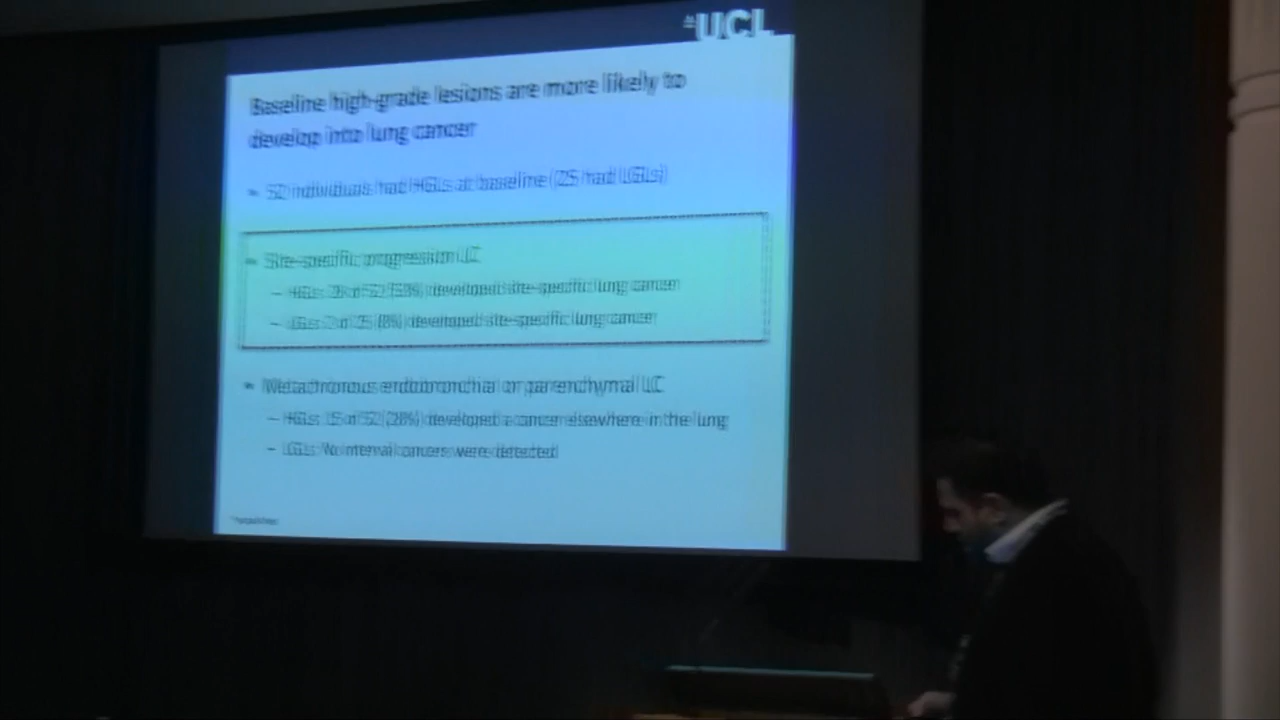 UCL
Baseline high-grade lesions are more likely to
develop into lung cancer
52 individuals had HGLs at baseline (25 had LGLs)
Site-specific progression LC
– HGLs: of 52 developed site-specific lung cancer
– LGLs: 2 of 25 (8%) developed site-specific lung cancer
Metachronous endobronchial or parenchymal LC
– HGLs: 15 of 52 developed a cancer elsewhere in the lung
– LGLs: No interval cancers were detected